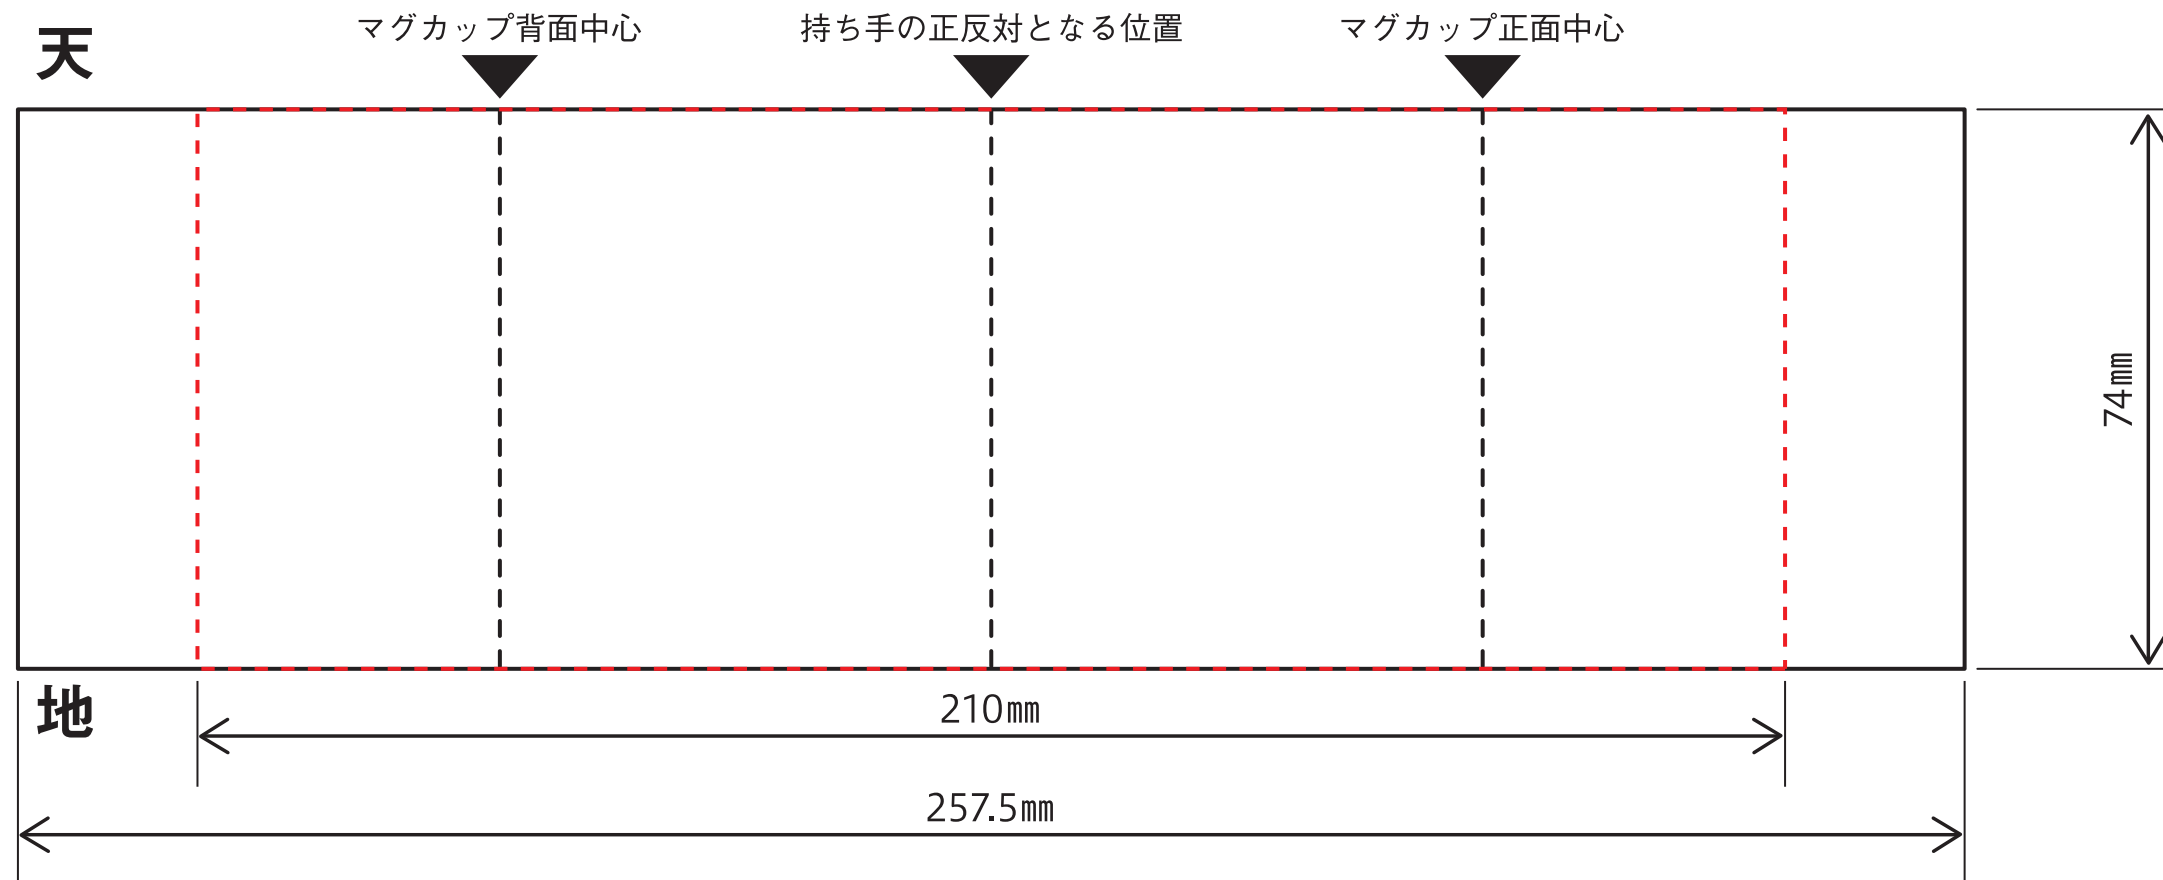 天
マグカップ背面中心
持ち手の正反対となる位置
マグカップ正面中心
74㎜
地
210㎜
257.5㎜